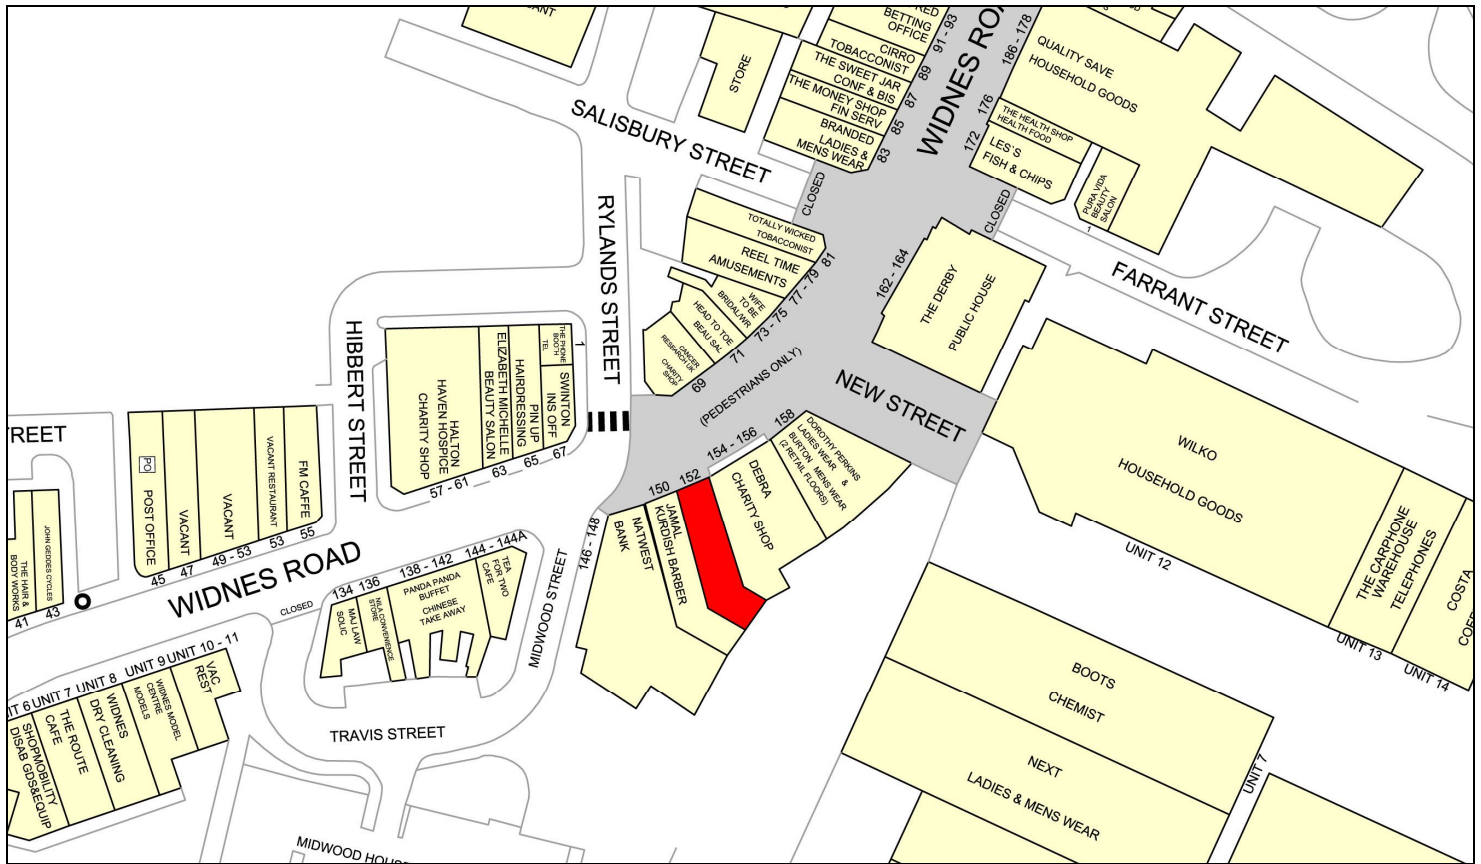 ANT
STORE
SALISBURY STREET
RED
BETTING
OFFICE
91 - 93
CIRRO
TOBACCONIST
89
THE SWEET JAR
CONF & BIS
87
THE MONEY SHOP
FIN SERV
85
BRANDED
LADIES &
MENS WEAR
83
WIDNES ROA
186 - 178
QUALITY SAVE
HOUSEHOLD GOODS
176
THE HEALTH SHOP
HEALTH FOOD
172
LES`S
FISH & CHIPS
PURA VIDA
BEAUTY
SALON
1
CLOSED
CLOSED
FARRANT STREET
RYLANDS STREET
TOTALLY WICKED
TOBACCONIST
81
REEL TIME
AMUSEMENTS
77 - 79
WIFE
TO BE
BRIDAL/WR
73 - 75
HEAD TO TOE
BEAU SAL
71
CANCER
RESEARCH UK
CHARITY
SHOP
69
162 - 164
THE DERBY
PUBLIC HOUSE
(PEDESTRIANS ONLY)
NEW STREET
HIBBERT STREET
HALTON
HAVEN HOSPICE
CHARITY SHOP
57 - 61
ELIZABETH MICHELLE
BEAUTY SALON
63
PIN UP
HAIRDRESSING
65
THE PHONE
BOOTH
TEL
1
SWINTON
INS OFF
67
TREET
PO
POST OFFICE
45
VACANT
47
VACANT
49 - 53
VACANT RESTAURANT
53
FM CAFFE
55
THE HAIR &
BODY WORKS
41
JOHN GEDDES CYCLES
43
WIDNES ROAD
CLOSED
134
MAJ LAW
SOLIC
136
NILA CONVENIENCE
STORE
138 - 142
PANDA PANDA
BUFFET
CHINESE
TAKE AWAY
144 - 144A
TEA
FOR TWO
CAFE
MIDWOOD STREET
146 - 148
NATWEST
BANK
150
JAMAL
KURDISH BARBER
152
154 - 156
DEBRA
CHARITY SHOP
158
DOROTHY PERKINS
LADIES WEAR
&
BURTON MENS WEAR
(2 RETAIL FLOORS)
WILKO
HOUSEHOLD GOODS
UNIT 12
THE CARPHONE
WAREHOUSE
TELEPHONES
UNIT 13
COSTA
UNIT 14
BOOTS
CHEMIST
NEXT
LADIES & MENS WEAR
UNIT 7
IT 6
SHOPMOBILITY
DISAB GDS&EQUIP
UNIT 7
THE ROUTE
CAFE
UNIT 8
WIDNES
DRY CLEANING
UNIT 9
WIDNES MODEL
CENTRE
MODELS
UNIT 10 - 11
VAC
REST
TRAVIS STREET
MIDWOOD HOUS